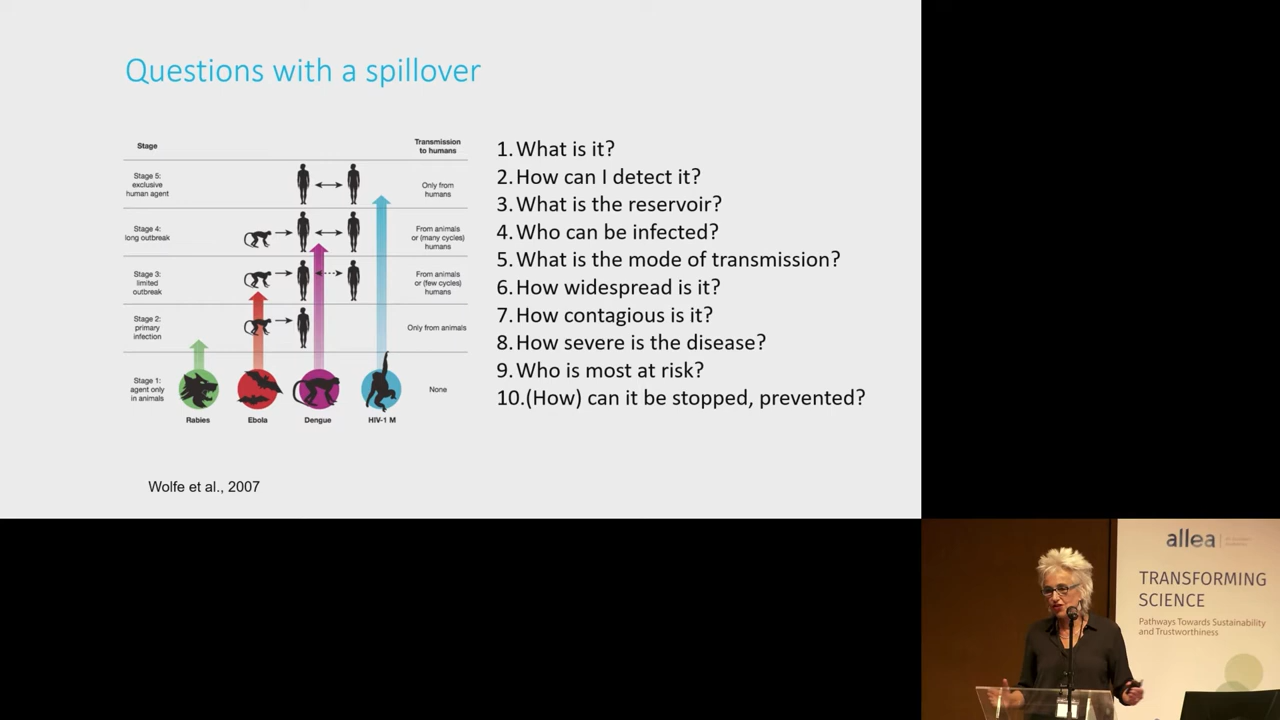 Questions with a spillover
Stage
Transmission
to humans
Stage 5:
exclusive
human agent
Only from
humans
Stage 4:
long outbreak
From animals
or (many cycles)
humans
Stage 3:
limited
outbreak
From animals
or (few cycles)
humans
Stage 2:
primary
infection
Only from animals
Stage 1:
agent only
in animals
None
Rabies
Ebola
Dengue
HIV-1 M
Wolfe et al., 2007
1. What is it?
2. How can I detect it?
3. What is the reservoir?
4. Who can be infected?
5. What is the mode of transmission?
6. How widespread is it?
7. How contagious is it?
8. How severe is the disease?
9. Who is most at risk?
10.(How) can it be stopped, prevented?
allea
TRANSFORMING
SCIENCE
Pathways Towards Sustainability
and Trustworthiness